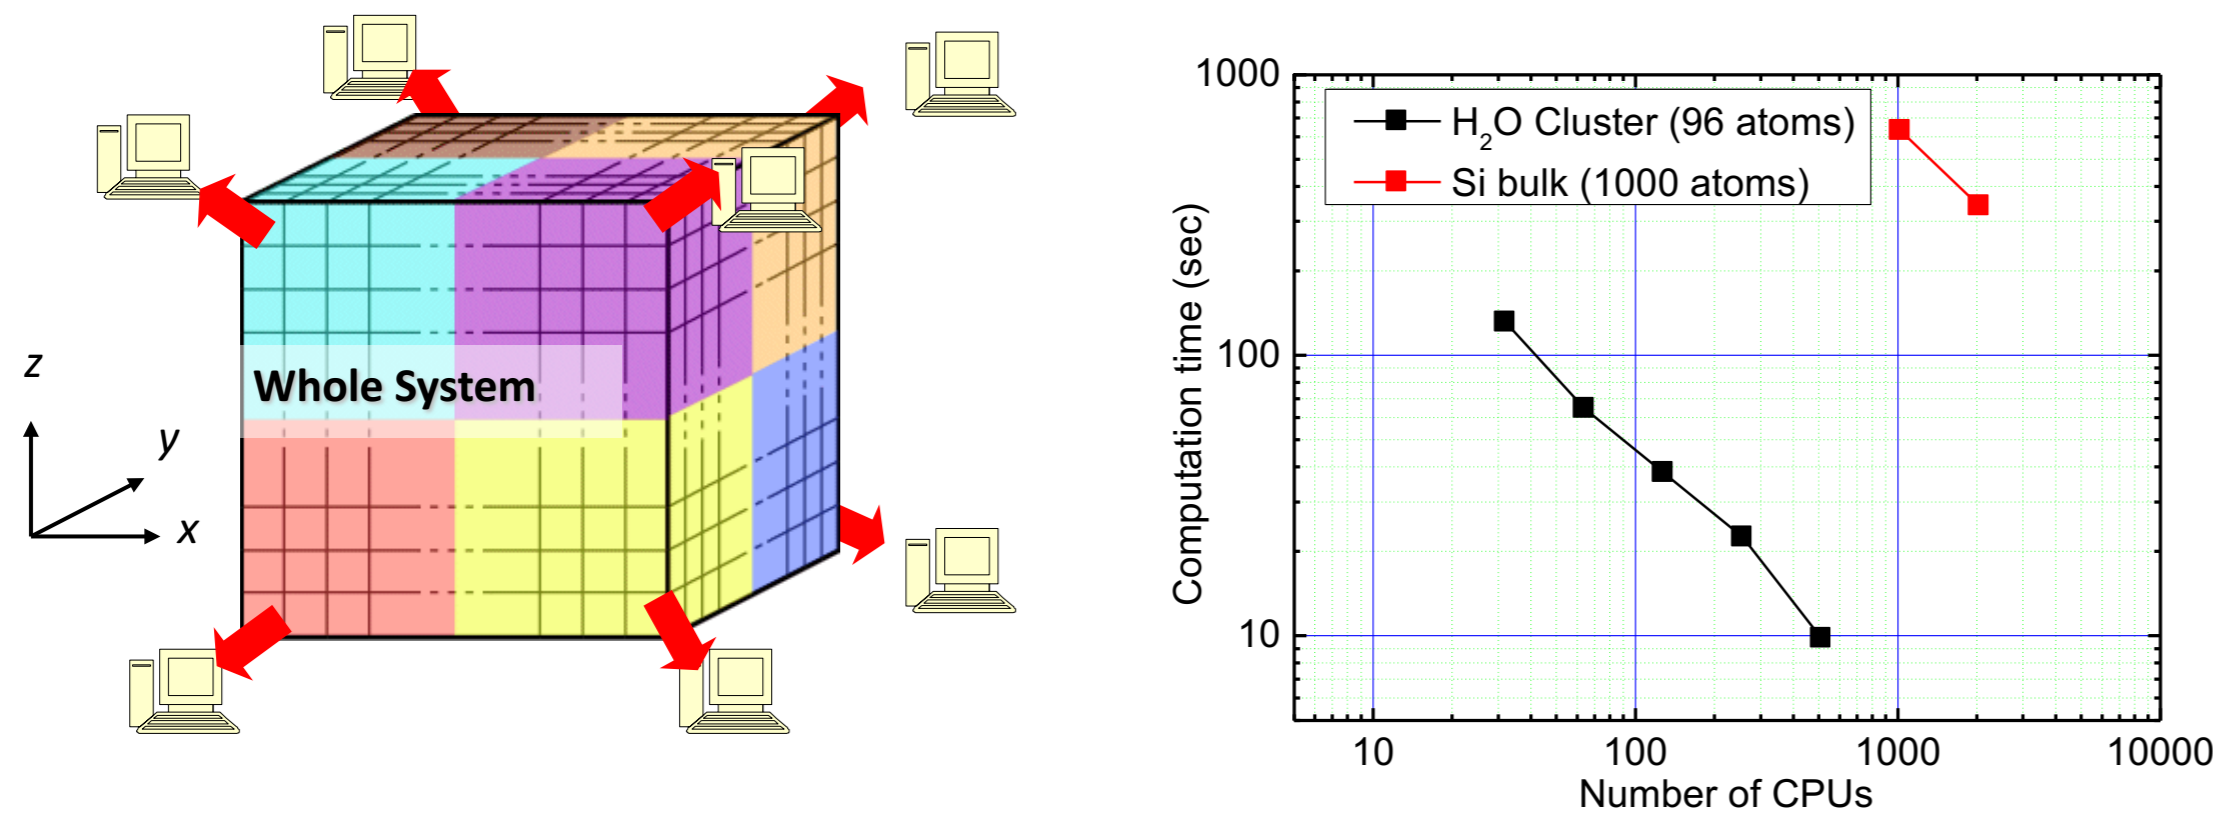 Whole System
z
y
x
1000
100
10
Computation time (sec)
H₂O Cluster (96 atoms)
Si bulk (1000 atoms)
10
100
1000
10000
Number of CPUs